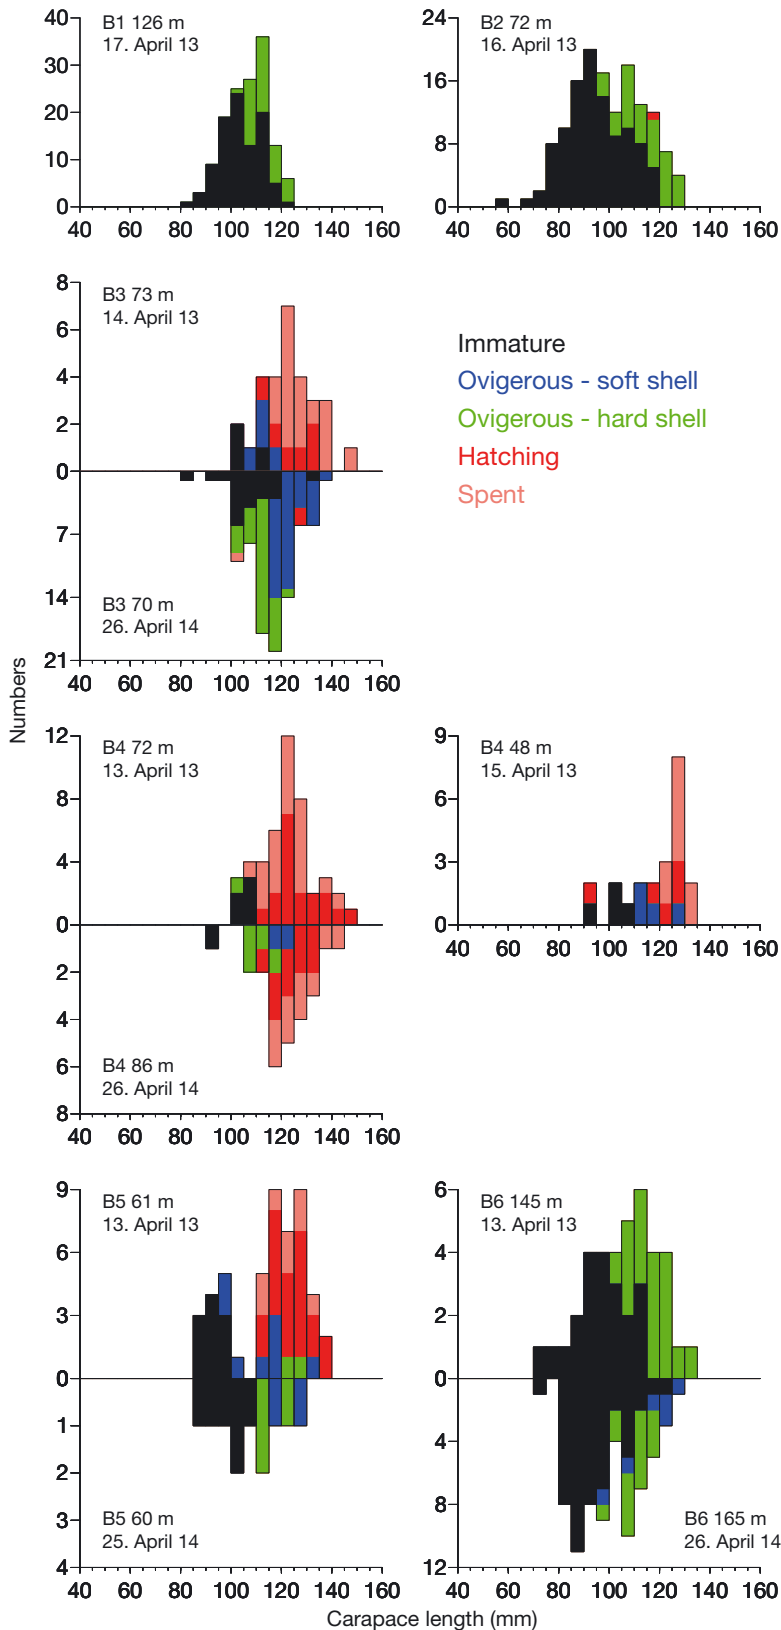 B1 126 m
17. April 13
40
30
20
10
0
40 60 80 100 120 140 160
B2 72 m
16. April 13
24
16
8
0
40 60 80 100 120 140 160
B3 73 m
14. April 13
8
6
4
2
0
7
14
21
B3 70 m
26. April 14
40 60 80 100 120 140 160
Immature
Ovigerous - soft shell
Ovigerous - hard shell
Hatching
Spent
Numbers
B4 72 m
13. April 13
12
8
4
0
2
4
6
8
B4 86 m
26. April 14
40 60 80 100 120 140 160
B4 48 m
15. April 13
9
6
3
0
40 60 80 100 120 140 160
B5 61 m
13. April 13
9
6
3
0
1
2
3
4
B5 60 m
25. April 14
40 60 80 100 120 140 160
B6 145 m
13. April 13
6
4
2
0
4
8
12
B6 165 m
26. April 14
40 60 80 100 120 140 160
Carapace length (mm)